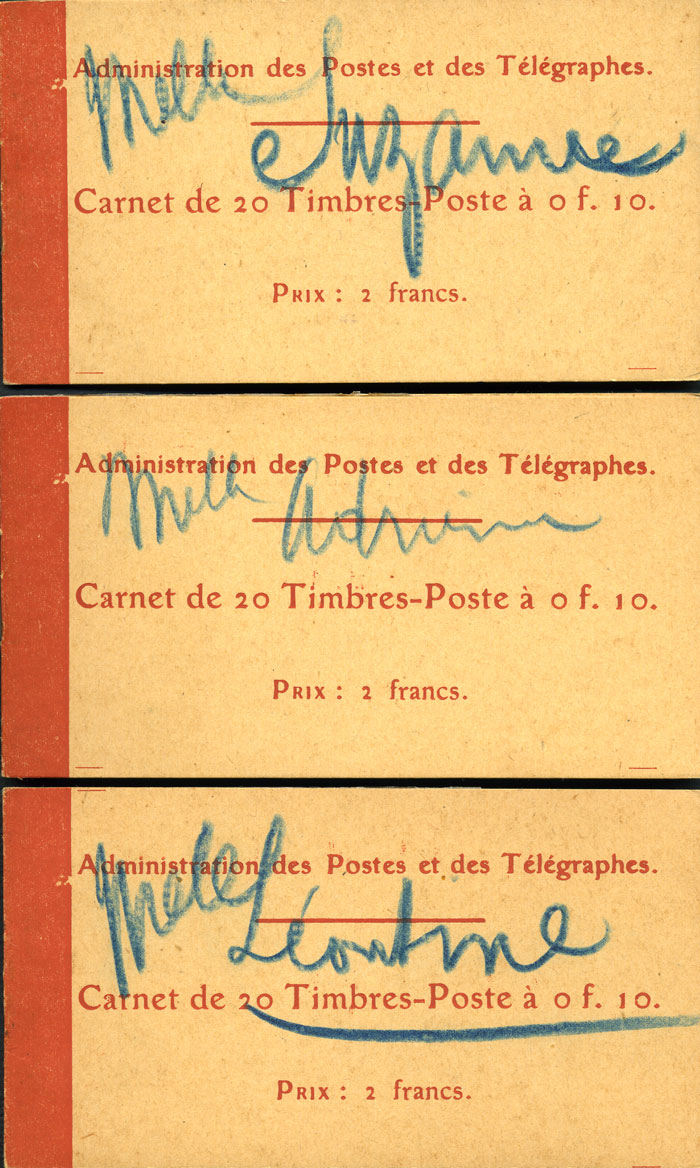 Administration des Postes et des Télégraphes.
Melle Suzanne
Carnet de 20 Timbres-Poste à 0 f. 10.
PRIX : 2 francs.
Administration des Postes et des Télégraphes.
Melle Adrienne
Carnet de 20 Timbres-Poste à 0 f. 10.
PRIX : 2 francs.
Administration des Postes et des Télégraphes.
Melle Léontine
Carnet de 20 Timbres-Poste à 0 f. 10.
PRIX : 2 francs.